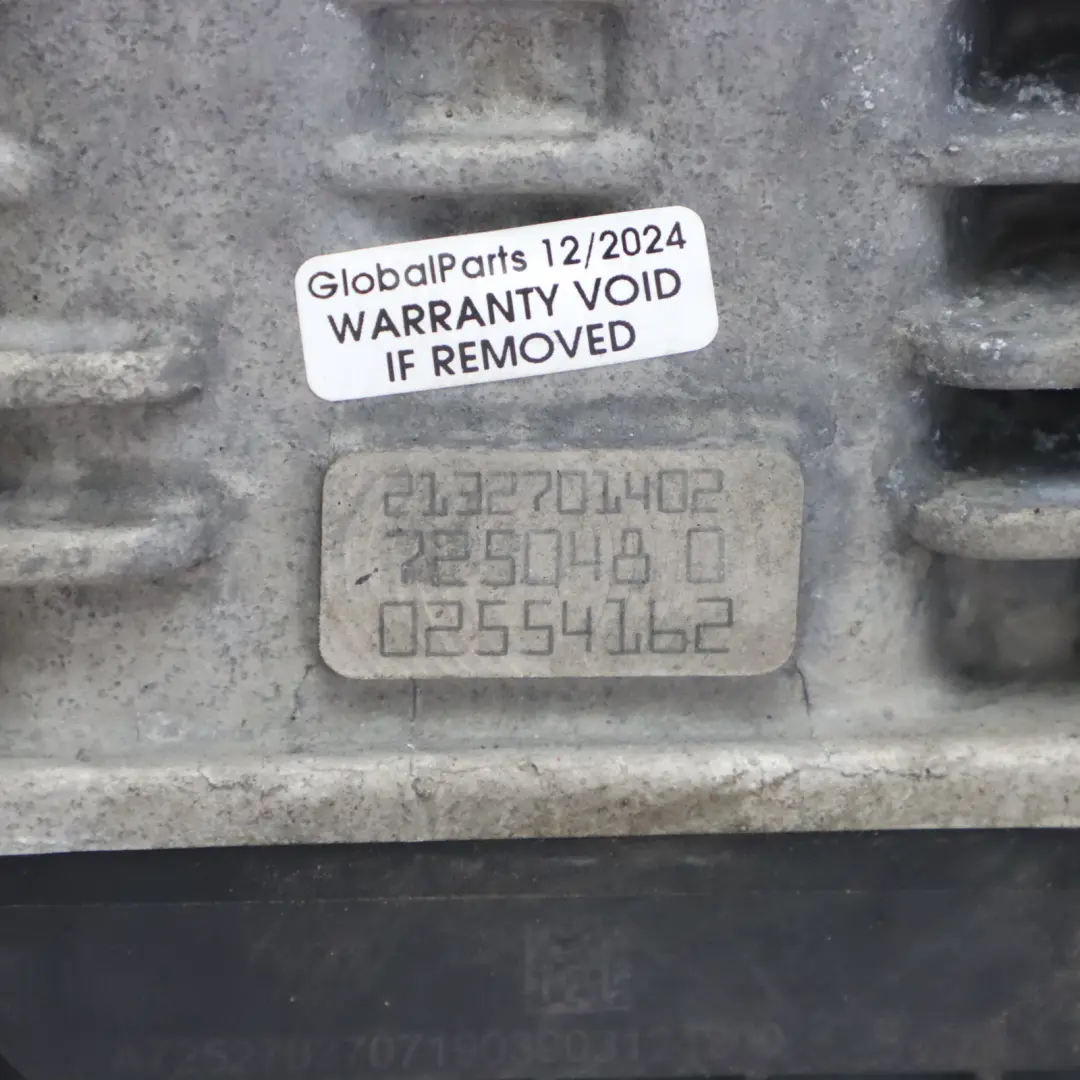 GlobalParts 12/2024
WARRANTY VOID
IF REMOVED
2132701402
725048 0
02554162